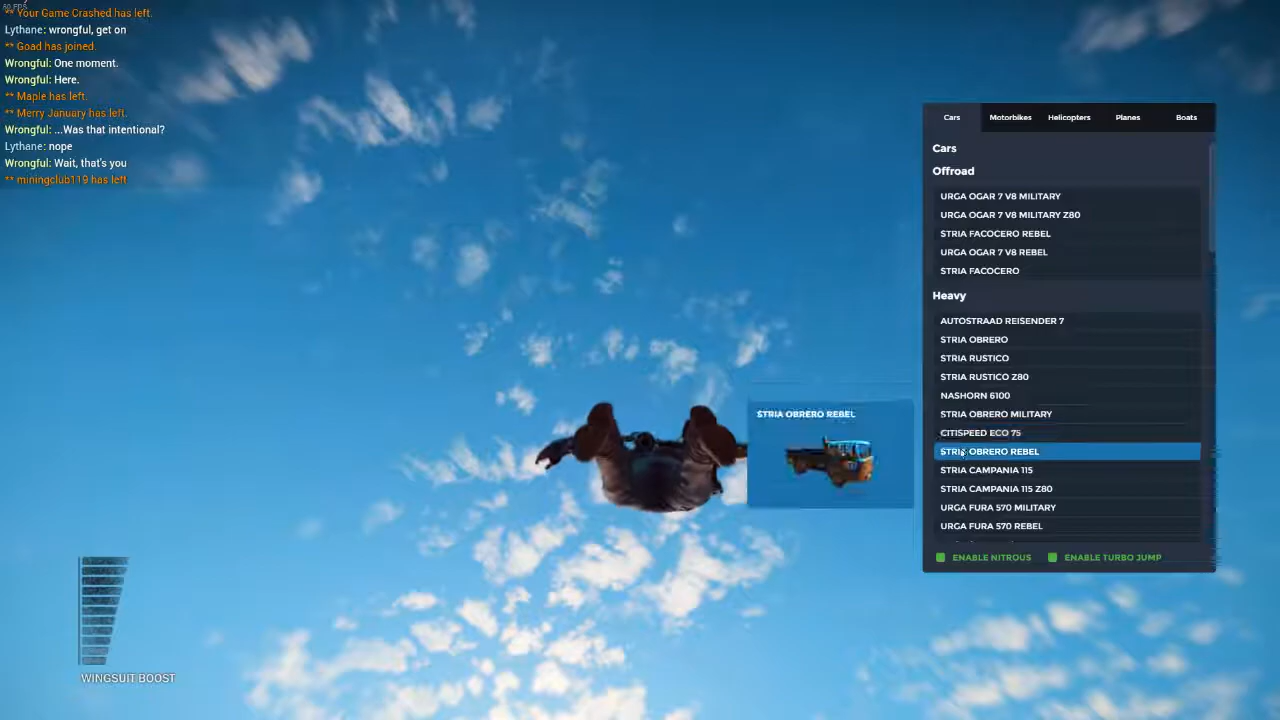 60 FPS
** Your Game Crashed has left.
Lythane: wrongful, get on
** Goad has joined.
Wrongful: One moment.
Wrongful: Here.
** Maple has left.
** Merry January has left.
Wrongful: ...Was that intentional?
Lythane: nope
Wrongful: Wait, that's you
** miningclub119 has left
Cars Motorbikes Helicopters Planes Boats
Cars
Offroad
URGA OGAR 7 V8 MILITARY
URGA OGAR 7 V8 MILITARY Z80
STRIA FACOCERO REBEL
URGA OGAR 7 V8 REBEL
STRIA FACOCERO
Heavy
AUTOSTRAAD REISENDER 7
STRIA OBRERO
STRIA RUSTICO
STRIA RUSTICO Z80
NASHORN 6100
STRIA OBRERO MILITARY
CITISPEED ECO 75
STRIA OBRERO REBEL
STRIA CAMPANIA 115
STRIA CAMPANIA 115 Z80
URGA FURA 570 MILITARY
URGA FURA 570 REBEL
ENABLE NITROUS ENABLE TURBO JUMP
STRIA OBRERO REBEL
WINGSUIT BOOST